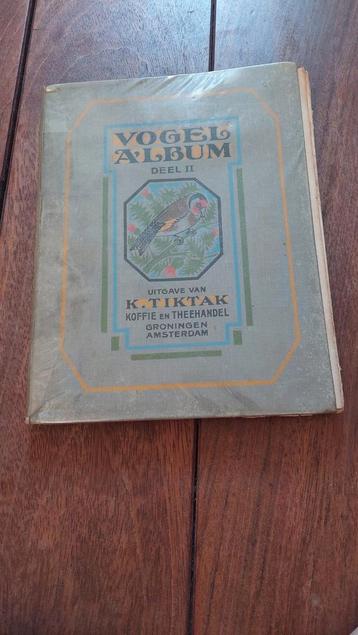 VOGEL
ALBUM
DEEL II
UITGAVE VAN
K. TIKTAK
KOFFIE EN THEEHANDEL
GRONINGEN
AMSTERDAM